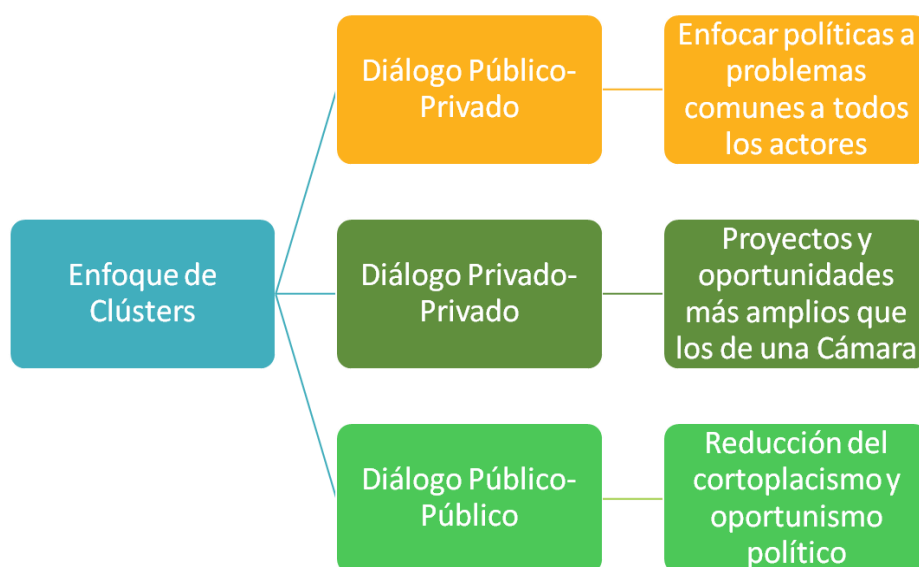 Enfoque de
Clústers
Diálogo Público-
Privado
Enfocar políticas a
problemas
comunes a todos
los actores
Diálogo Privado-
Privado
Proyectos y
oportunidades
más amplios que
los de una Cámara
Diálogo Público-
Público
Reducción del
cortoplacismo y
oportunismo
político